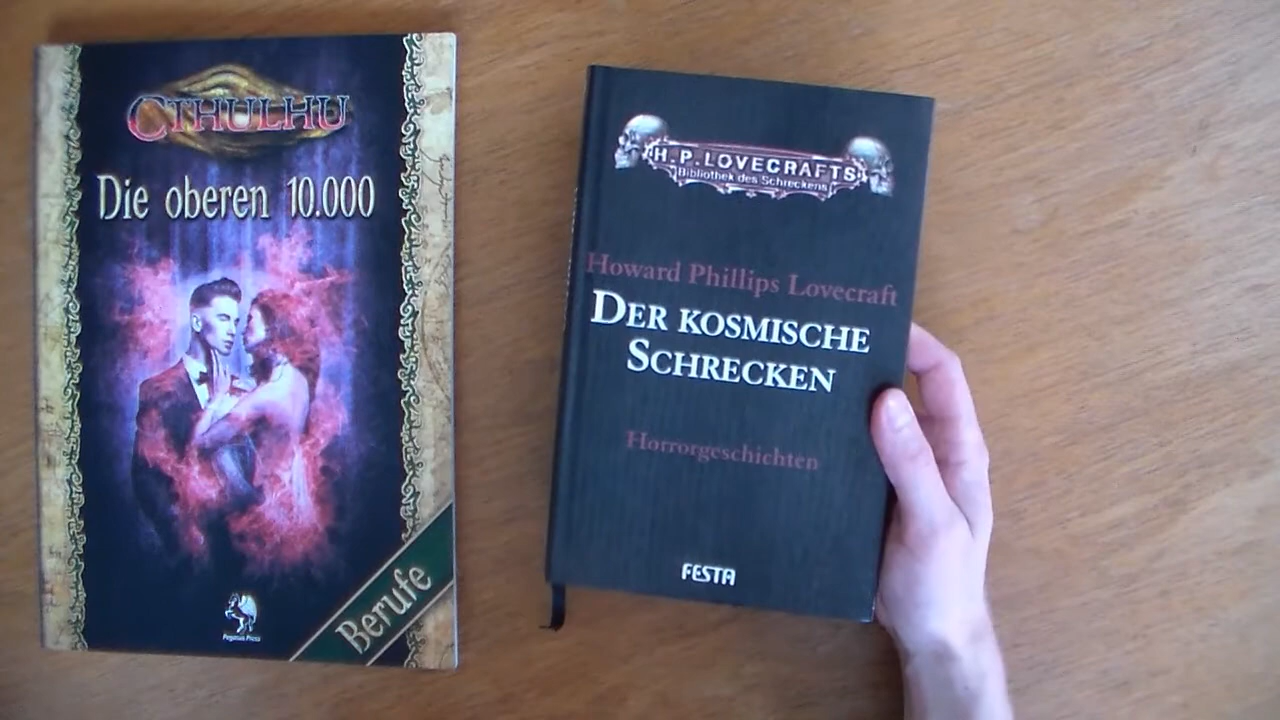 CTHULHU
Die oberen 10.000
Berufe
Pegasus Press
H.P. LOVECRAFTS
Bibliothek des Schreckens
Howard Phillips Lovecraft
DER KOSMISCHE
SCHRECKEN
Horrorgeschichten
FESTA